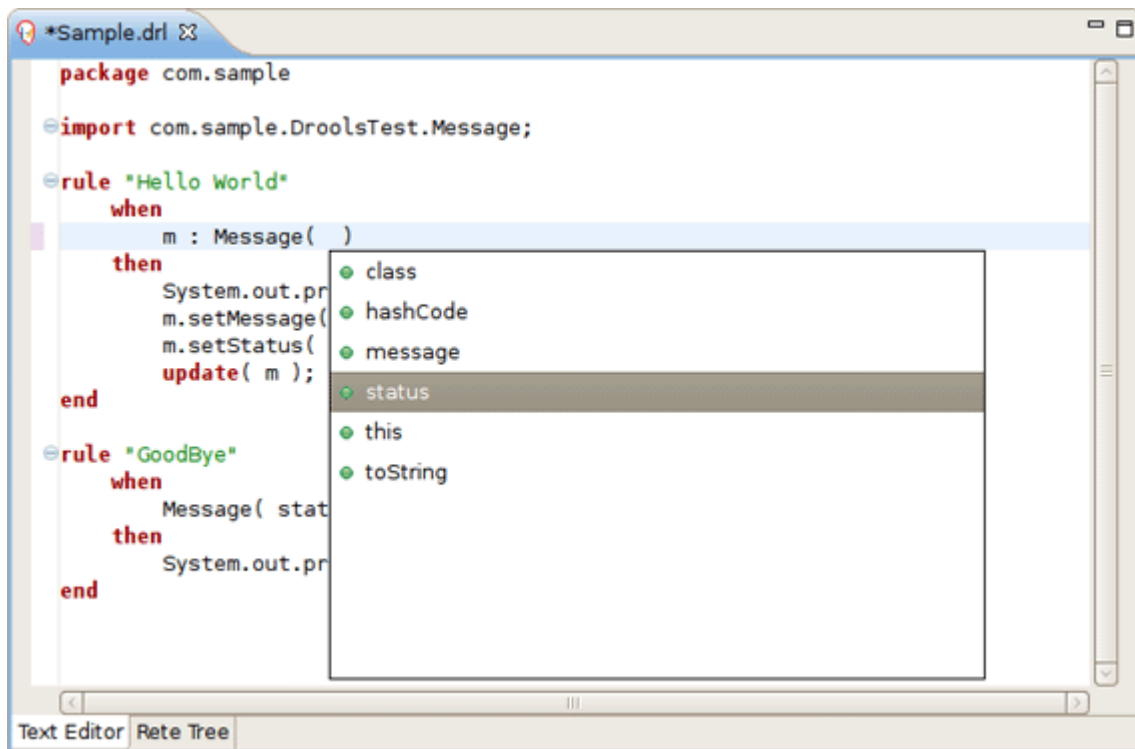 *Sample.drl
package com.sample
import com.sample.DroolsTest.Message;
rule "Hello World"
when
m : Message(  )
then
System.out.pr
m.setMessage(
m.setStatus(
update( m );
end
rule "GoodBye"
when
Message( stat
then
System.out.pr
end
class
hashCode
message
status
this
toString
Text Editor Rete Tree